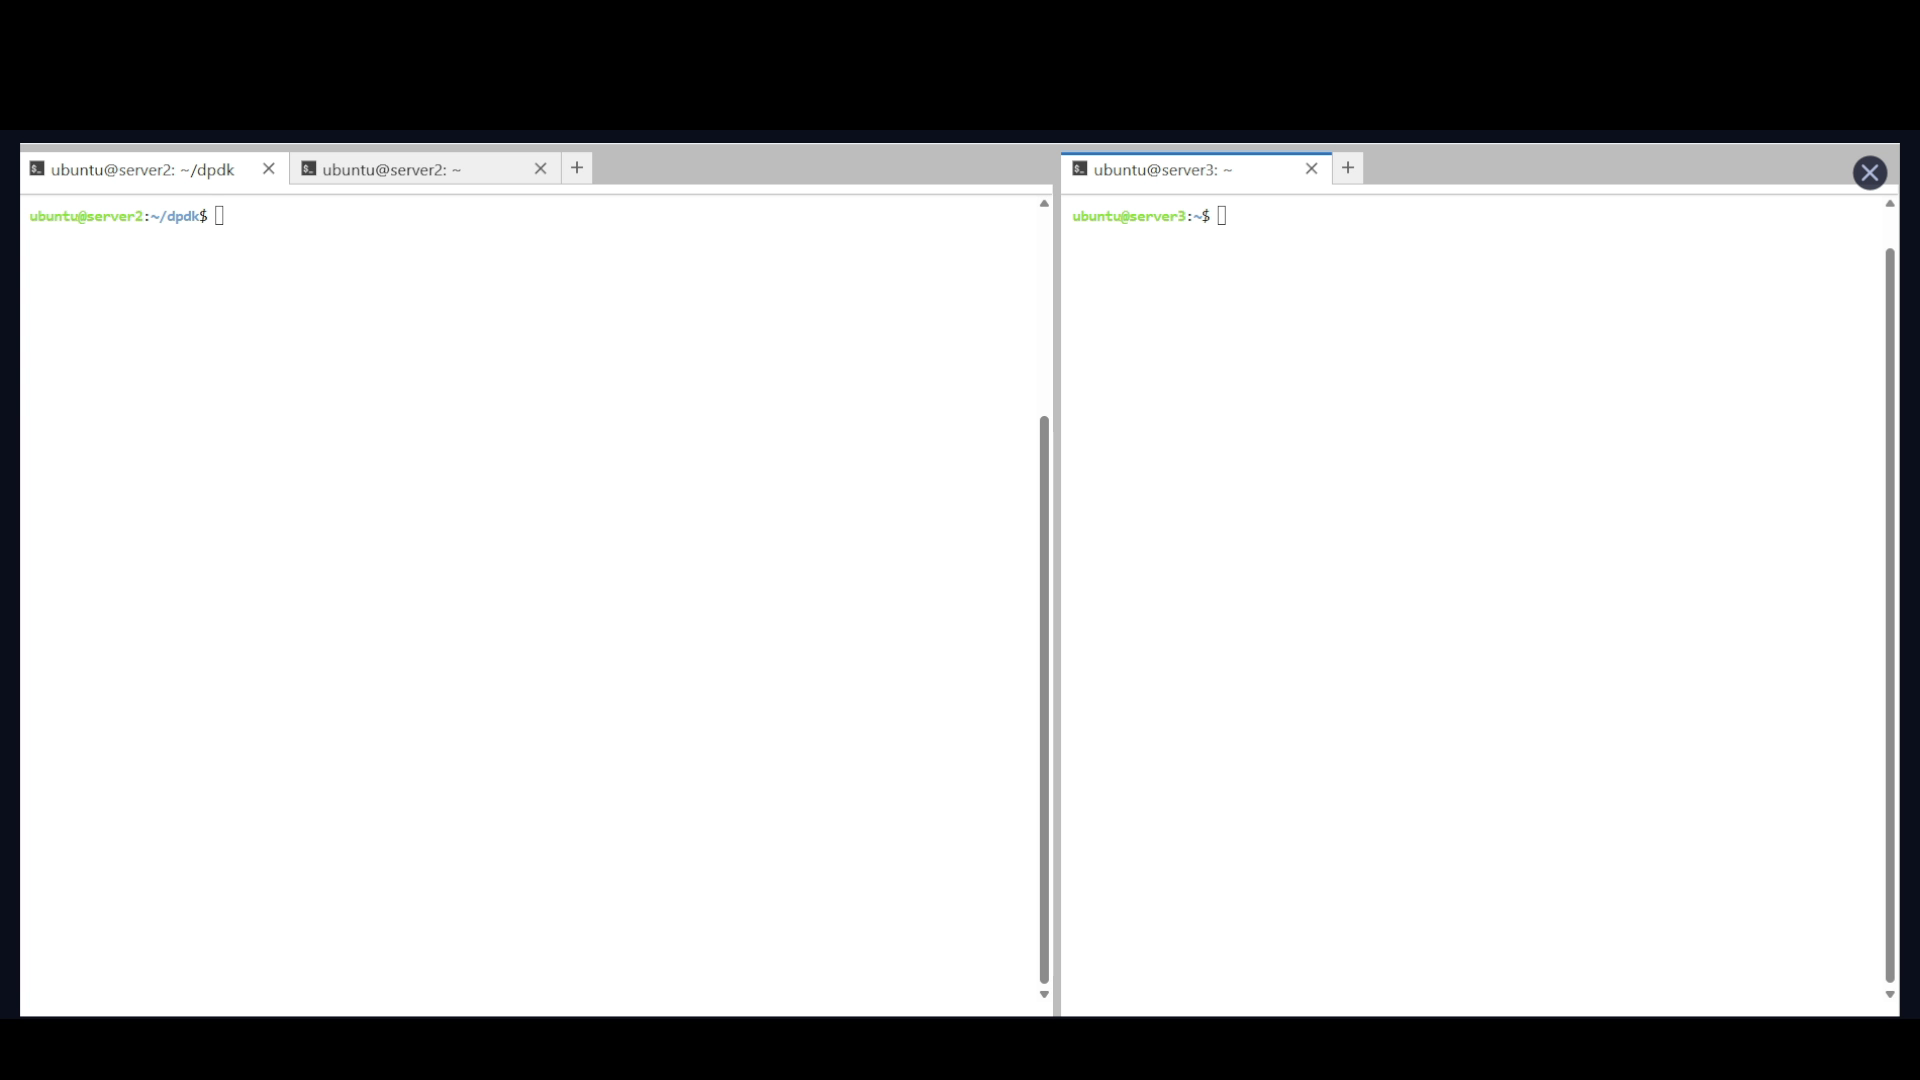 ubuntu@server2: ~/dpdk
ubuntu@server2: ~
ubuntu@server3: ~
ubuntu@server2:~/dpdk$
ubuntu@server3:~$